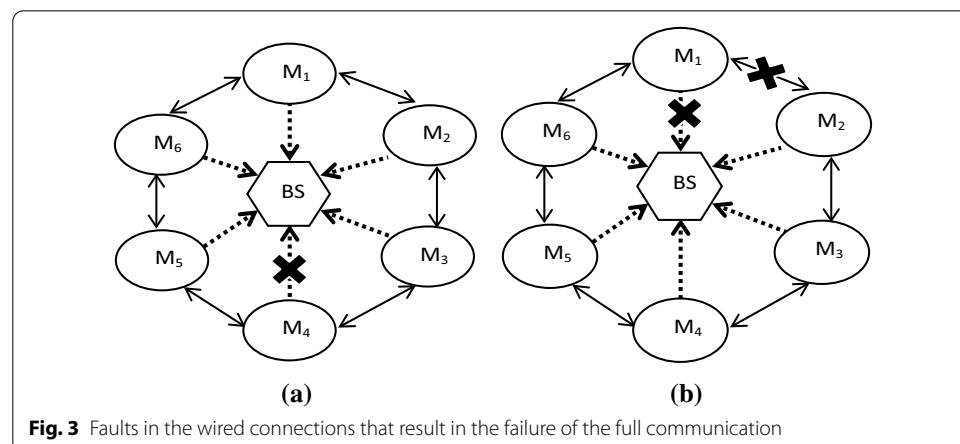 M₁ M₁
M₂ M₂
M₆ M₆
BS BS
M₅ M₃ M₅ M₃
M₄ M₄
(a) (b)
Fig. 3 Faults in the wired connections that result in the failure of the full communication